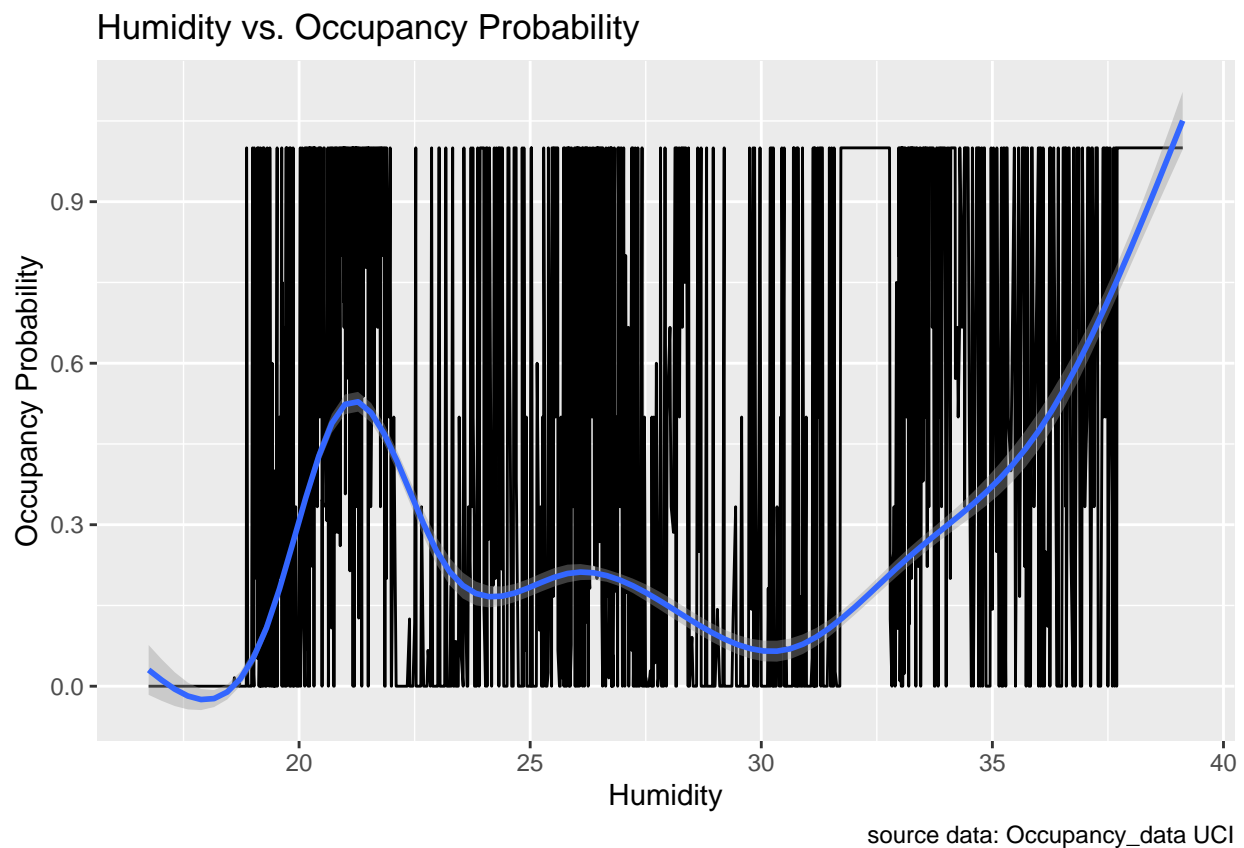 Humidity vs. Occupancy Probability
Occupancy Probability
0.9
0.6
0.3
0.0
20
25
30
35
40
Humidity
source data: Occupancy_data UCI